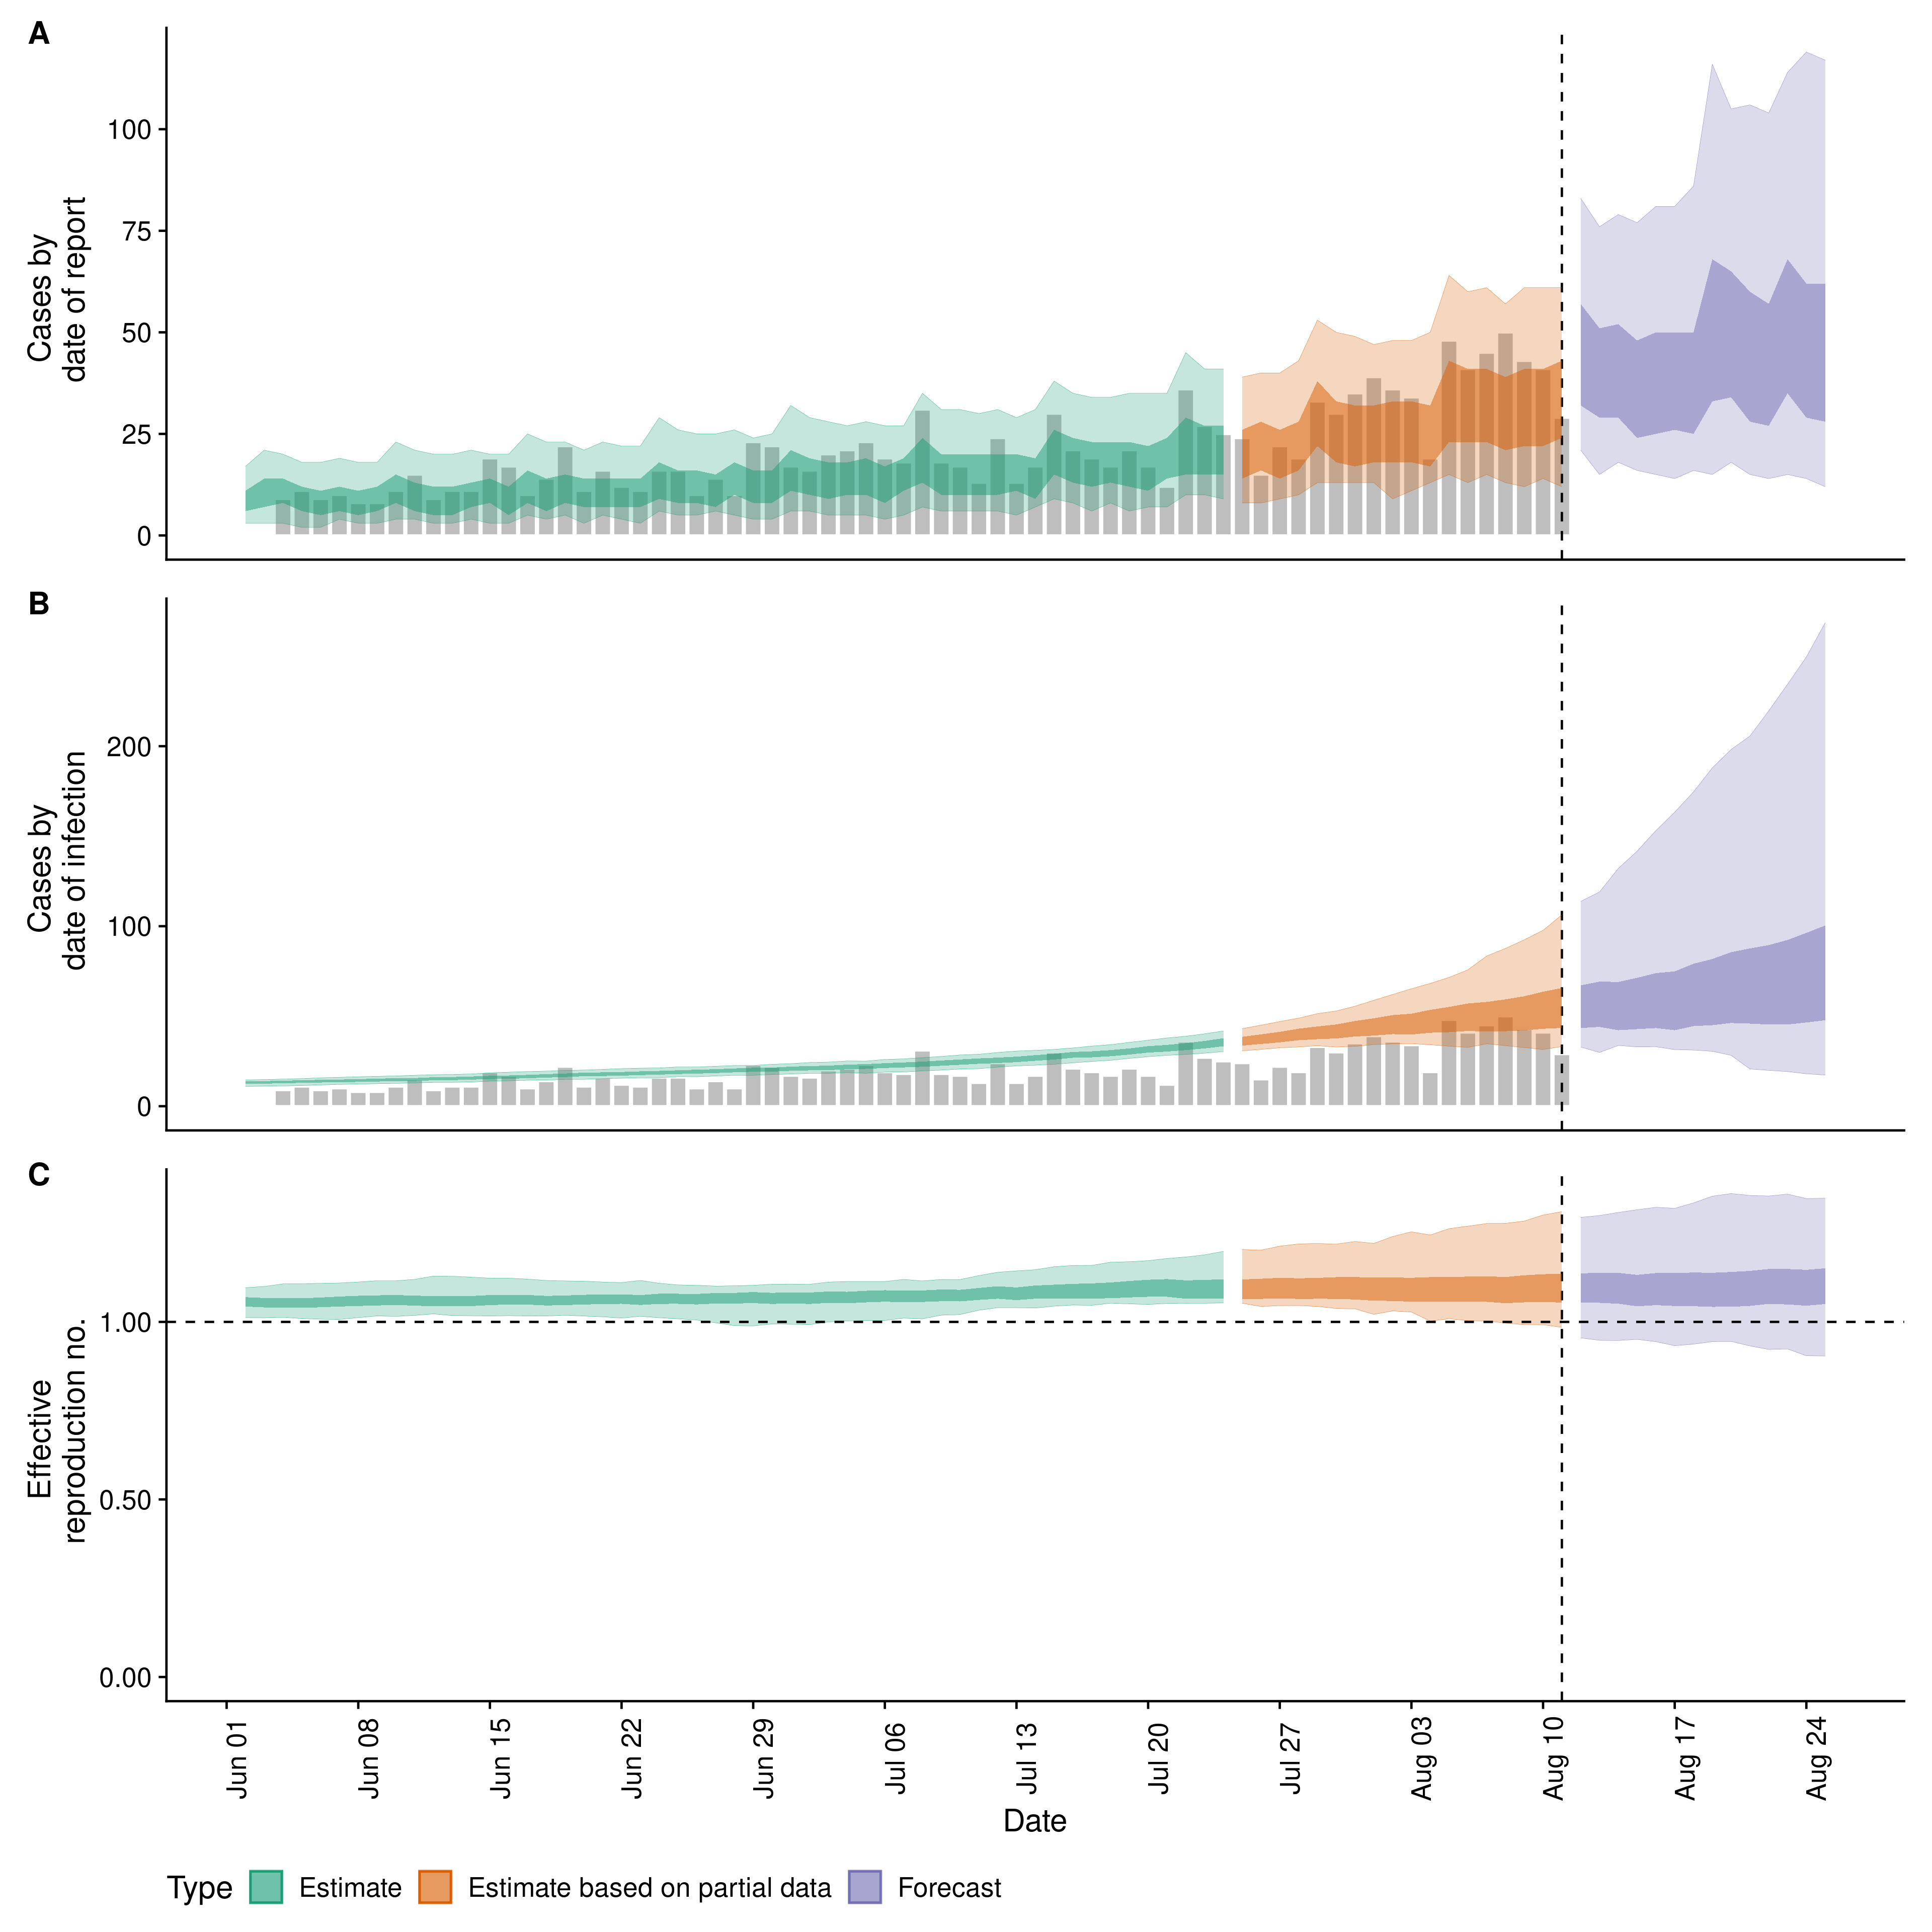 A
Cases by
date of report
100
75
50
25
0
B
Cases by
date of infection
200
100
0
C
Effective
reproduction no.
1.00
0.50
0.00
Jun 01
Jun 08
Jun 15
Jun 22
Jun 29
Jul 06
Jul 13
Jul 20
Jul 27
Aug 03
Aug 10
Aug 17
Aug 24
Date
Type Estimate Estimate based on partial data Forecast